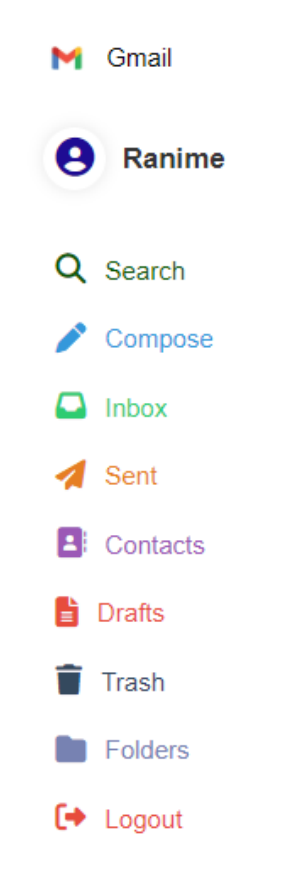 Gmail
Ranime
Search
Compose
Inbox
Sent
Contacts
Drafts
Trash
Folders
Logout